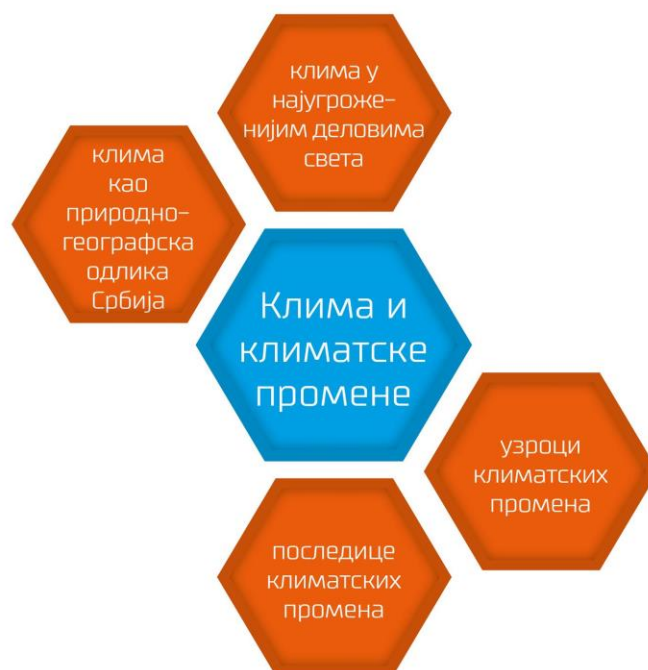 клима у
најугроже-
нијим деловима
света
клима
као
природно-
географска
одлика
Србија
Клима и
климатске
промене
узроци
климатских
промена
последице
климатских
промена